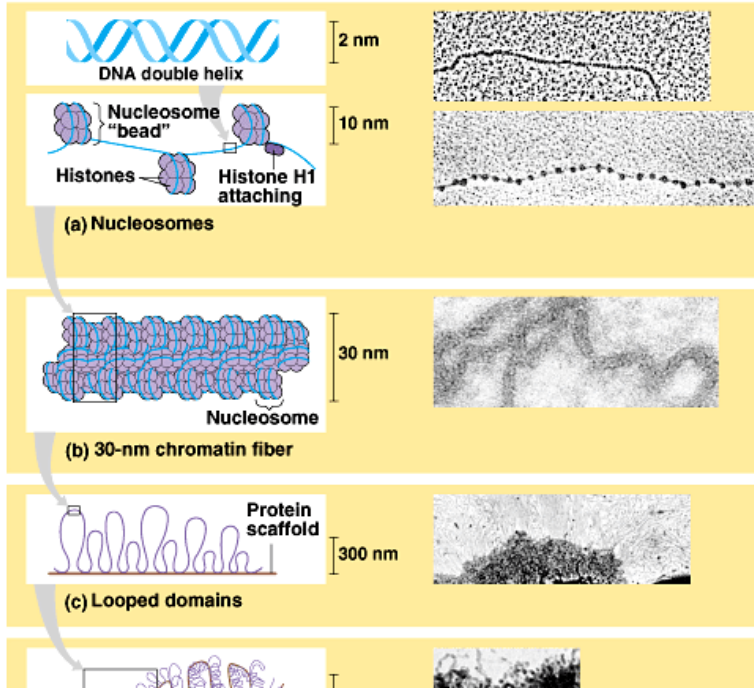 2 nm
DNA double helix
Nucleosome
"bead"
10 nm
Histones
Histone H1
attaching
(a) Nucleosomes
30 nm
Nucleosome
(b) 30-nm chromatin fiber
Protein
scaffold
300 nm
(c) Looped domains